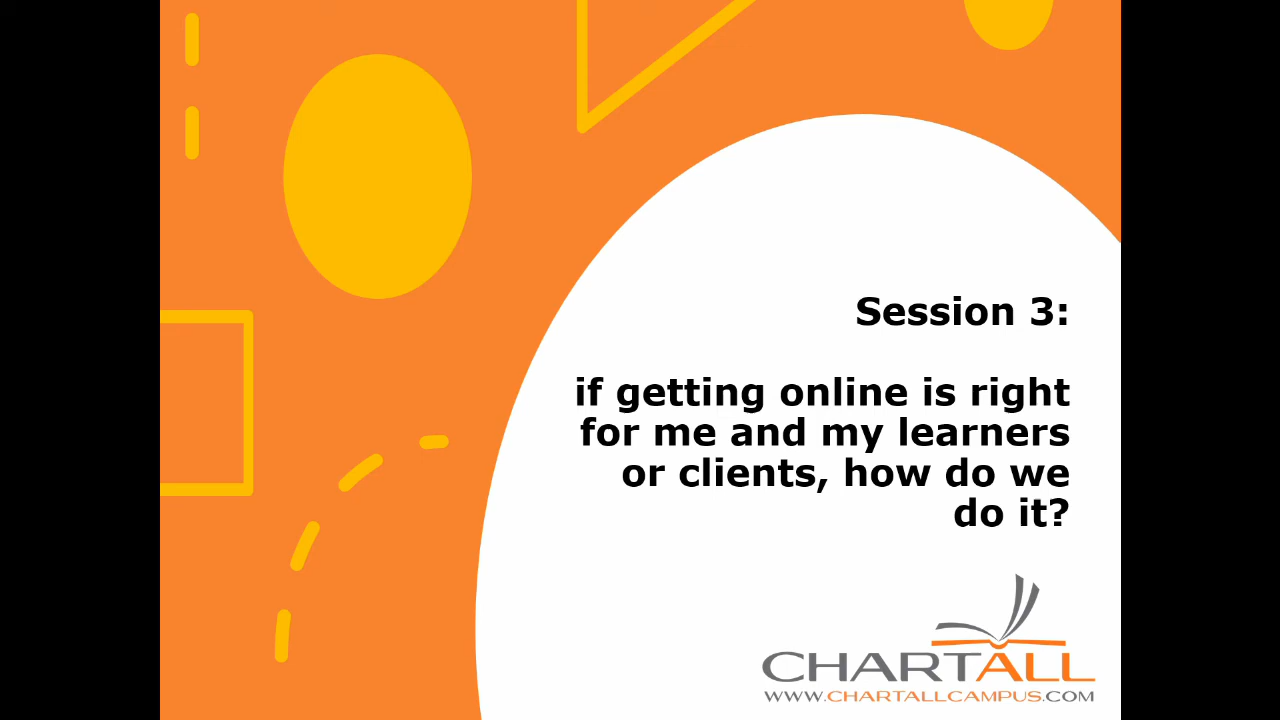 Session 3:
if getting online is right
for me and my learners
or clients, how do we
do it?
CHARTALL
WWW.CHARTALLCAMPUS.COM